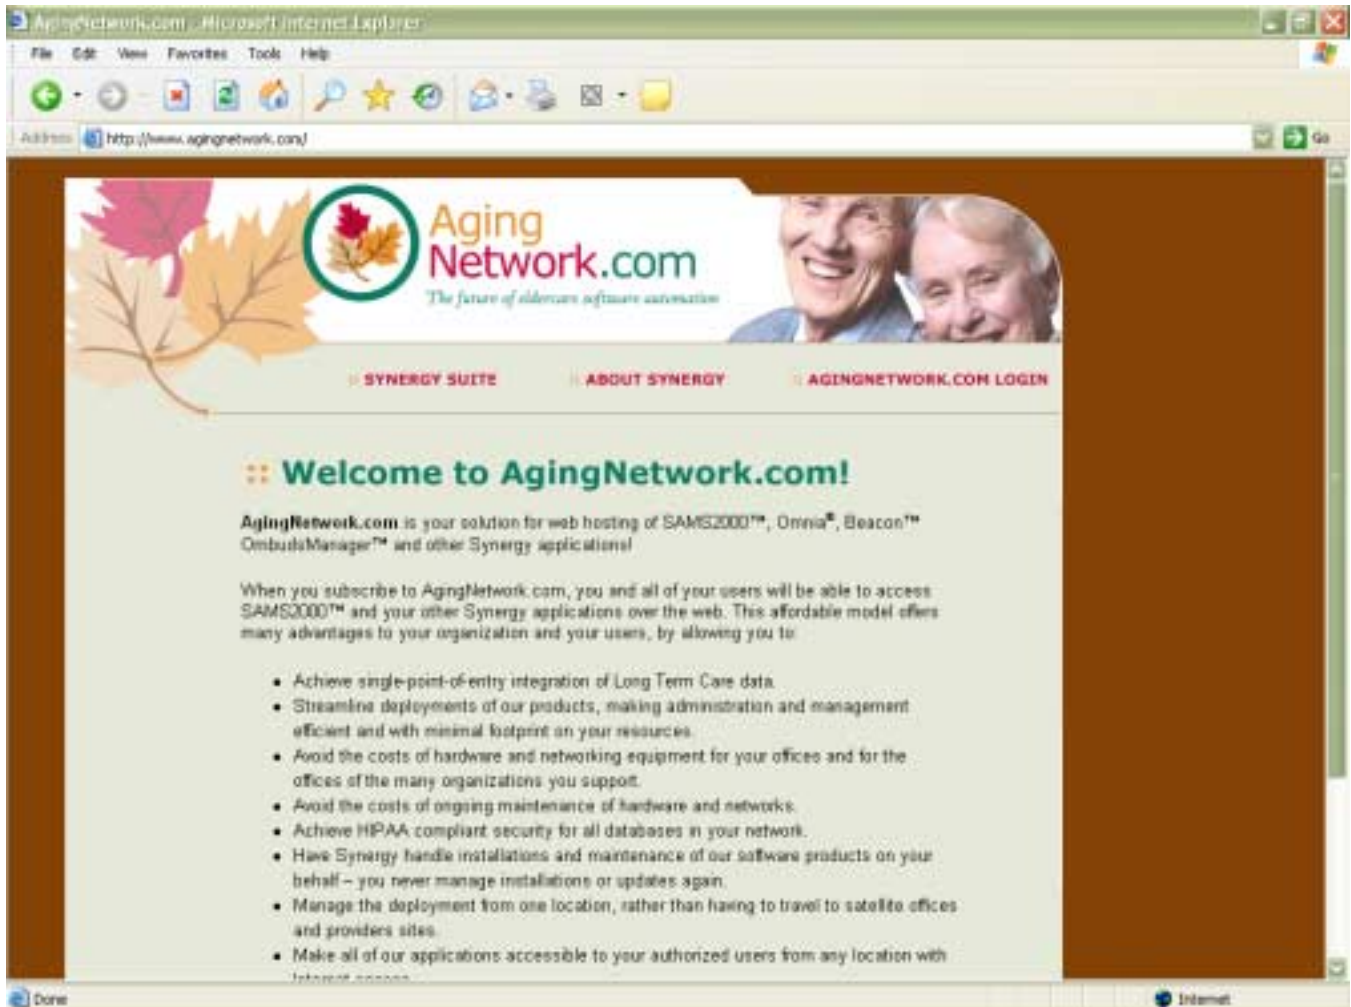 AgingNetwork.com - Microsoft Internet Explorer
File Edit View Favorites Tools Help
Address http://www.agingnetwork.com/ Go
Aging
Network.com
The future of eldercare software automation
:: SYNERGY SUITE :: ABOUT SYNERGY :: AGINGNETWORK.COM LOGIN
:: Welcome to AgingNetwork.com!
AgingNetwork.com is your solution for web hosting of SAMS2000™, Omnia®, Beacon™
OmbudsManager™ and other Synergy applications!
When you subscribe to AgingNetwork.com, you and all of your users will be able to access
SAMS2000™ and your other Synergy applications over the web. This affordable model offers
many advantages to your organization and your users, by allowing you to:
• Achieve single-point-of-entry integration of Long Term Care data.
• Streamline deployments of our products, making administration and management
efficient and with minimal footprint on your resources.
• Avoid the costs of hardware and networking equipment for your offices and for the
offices of the many organizations you support.
• Avoid the costs of ongoing maintenance of hardware and networks.
• Achieve HIPAA compliant security for all databases in your network.
• Have Synergy handle installations and maintenance of our software products on your
behalf – you never manage installations or updates again.
• Manage the deployment from one location, rather than having to travel to satellite offices
and providers sites.
• Make all of our applications accessible to your authorized users from any location with
Internet access
Done Internet